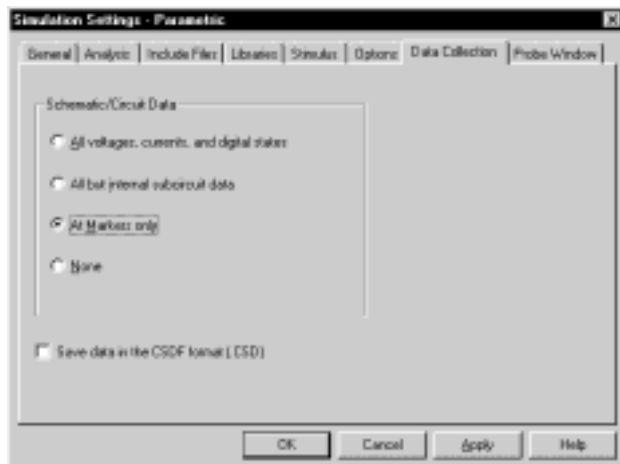 Simulation Settings - Parametric
General Analysis Include Files Libraries Stimulus Options Data Collection Probe Window
Schematic/Circuit Data
All voltages, currents, and digital states
All but internal subcircuit data
At Markers only
None
Save data in the CSDF format (.CSD)
OK Cancel Apply Help